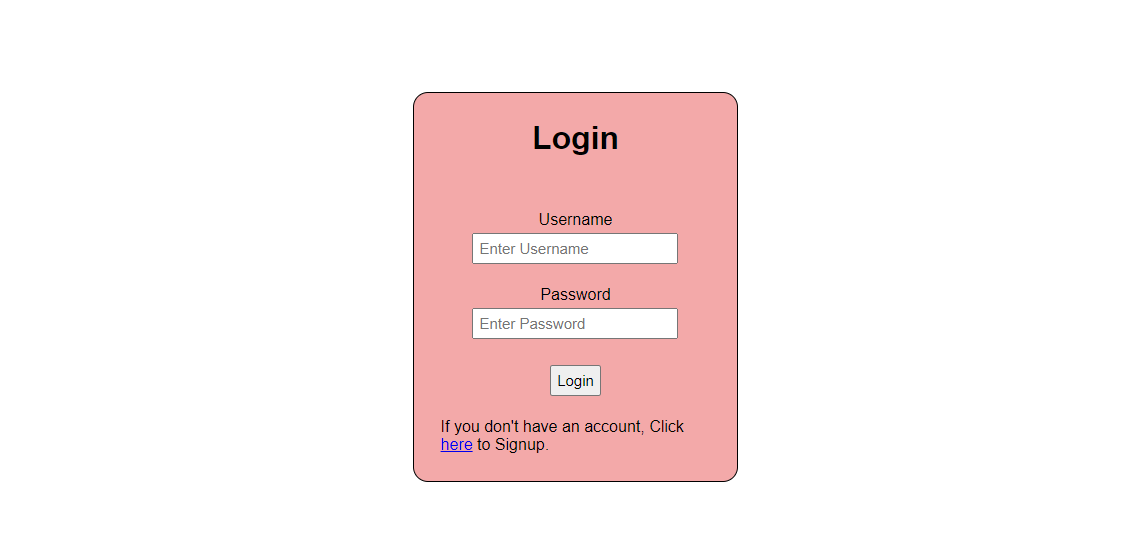 Login
Username
Enter Username
Password
Enter Password
Login
If you don't have an account, Click
here to Signup.